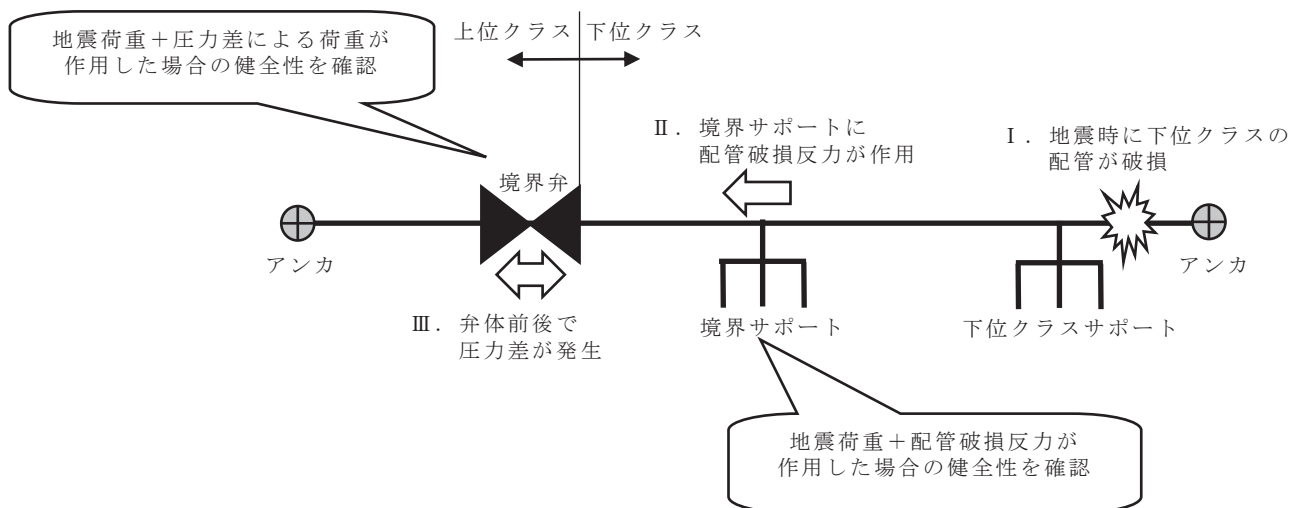 地震荷重＋圧力差による荷重が
作用した場合の健全性を確認
上位クラス
下位クラス
Ⅱ．境界サポートに
配管破損反力が作用
Ⅰ．地震時に下位クラスの
配管が破損
境界弁
アンカ
アンカ
Ⅲ．弁体前後で
圧力差が発生
境界サポート
下位クラスサポート
地震荷重＋配管破損反力が
作用した場合の健全性を確認